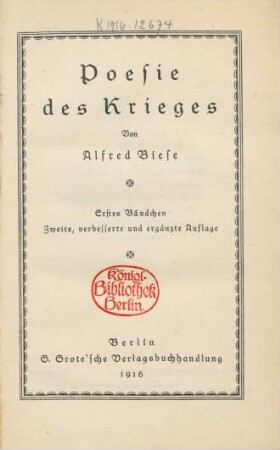 K1916.12674
Poesie
des Krieges
Von
Alfred Biese
Erstes Bändchen
Zweite, verbesserte und ergänzte Auflage
Königl.
Bibliothek
Berlin
Berlin
G. Grote'sche Verlagsbuchhandlung
1916